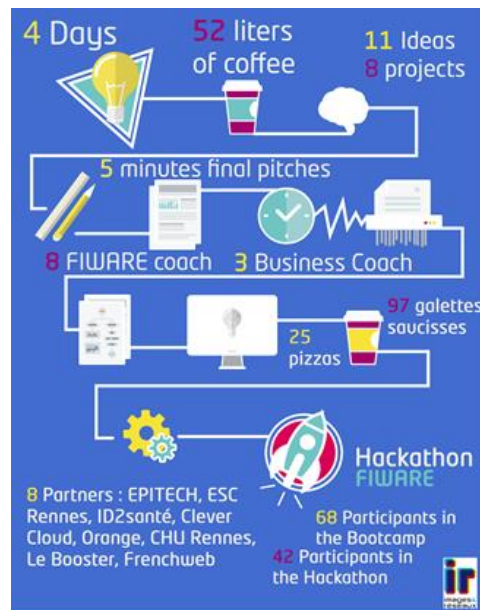 4 Days
52 liters
of coffee
11 Ideas
8 projects
5 minutes final pitches
8 FIWARE coach
3 Business Coach
97 galettes
saucisses
25
pizzas
Hackathon
FIWARE
8 Partners : EPITECH, ESC
Rennes, ID2santé, Clever
Cloud, Orange, CHU Rennes,
Le Booster, Frenchweb
68 Participants in
the Bootcamp
42 Participants in
the Hackathon
ir
images&
réseaux